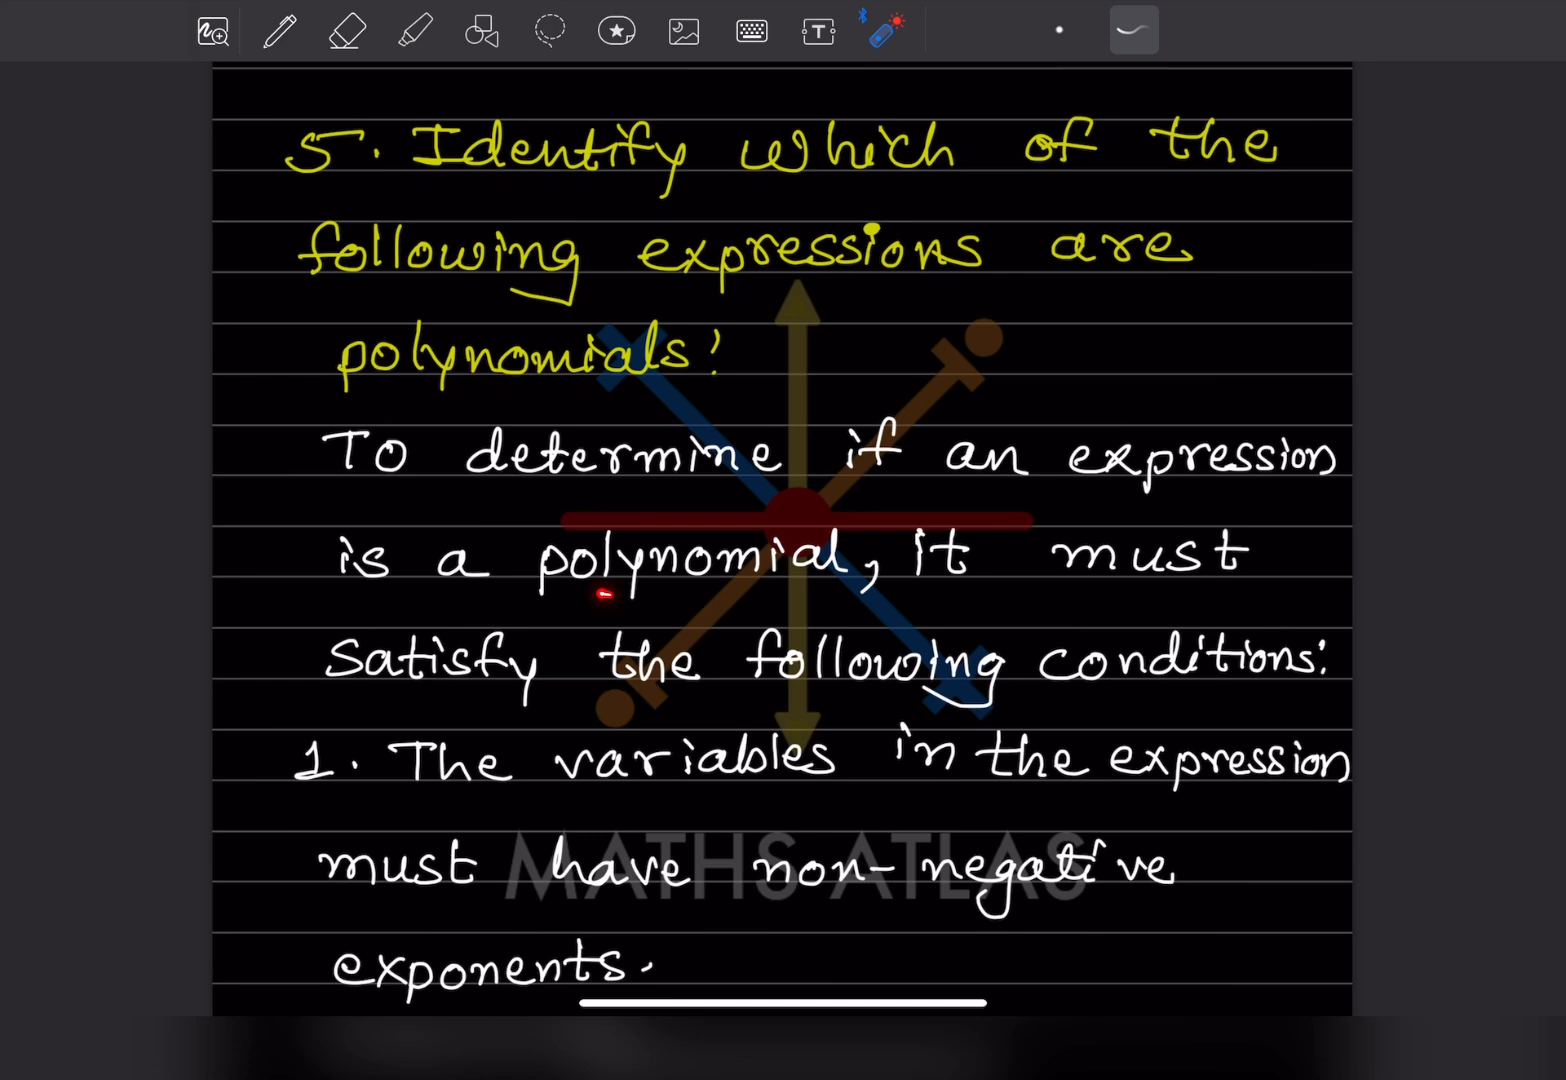 5. Identify which of the
following expressions are
polynomials:
To determine if an expression
is a polynomial, it must
satisfy the following conditions:
1. The variables in the expression
must have non-negative
exponents.
MATHS ATLAS